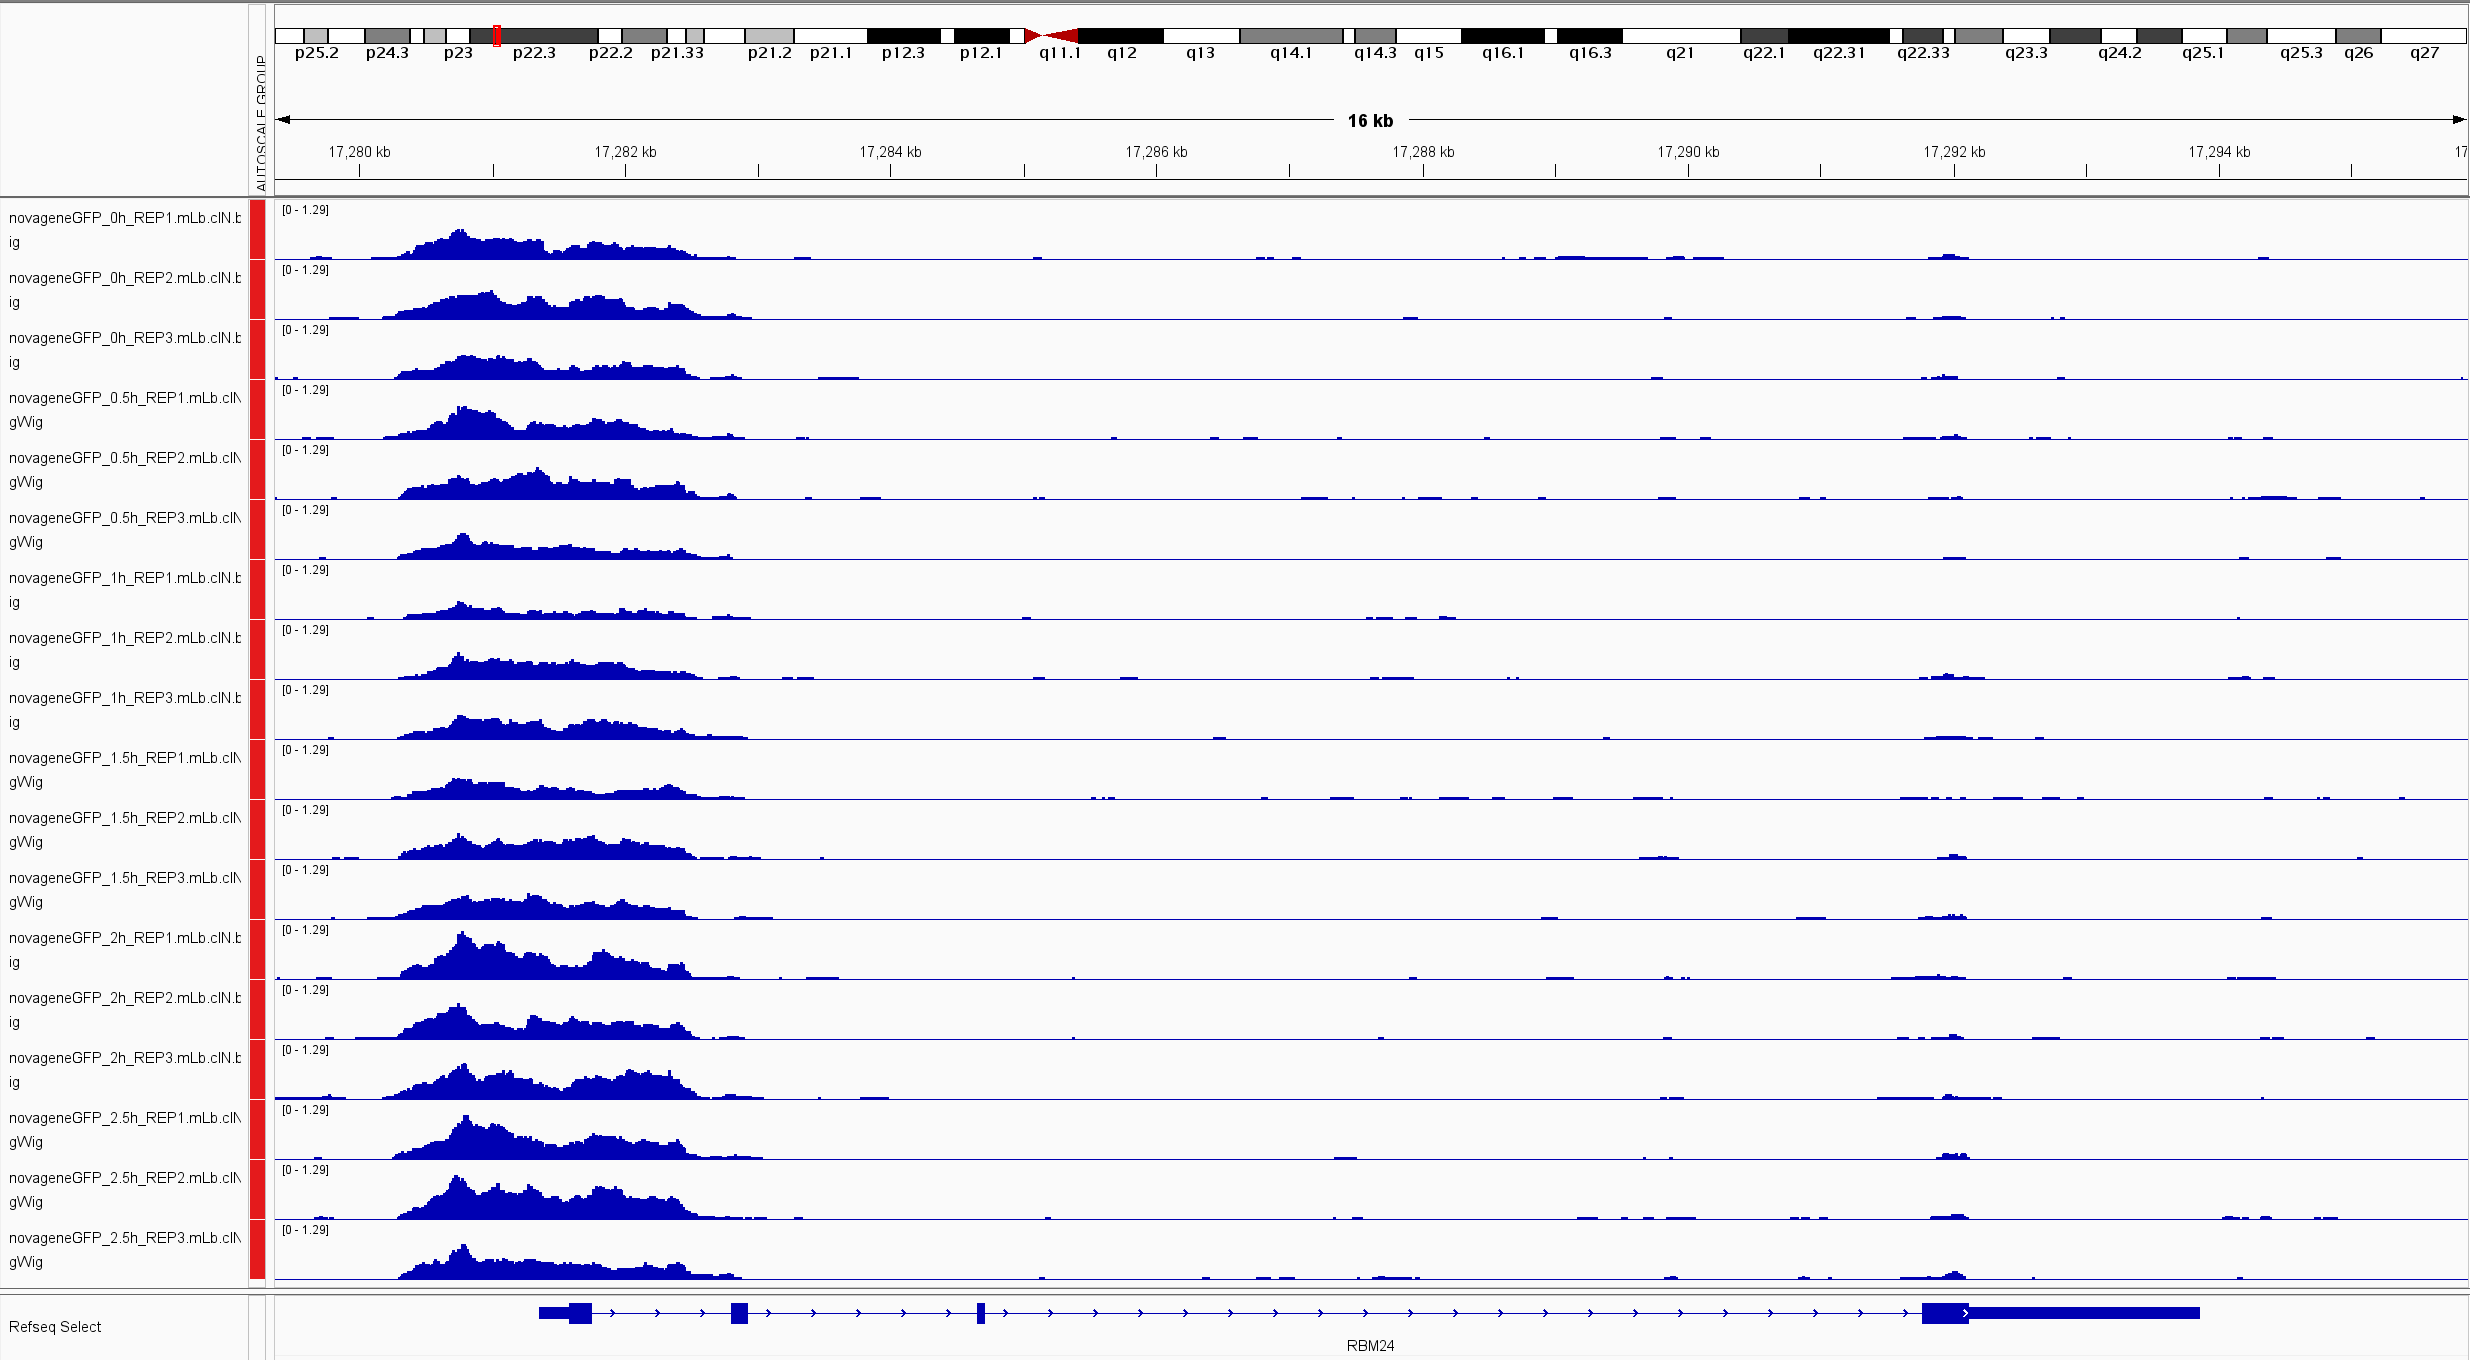 p25.2 p24.3 p23 p22.3 p22.2 p21.33 p21.2 p21.1 p12.3 p12.1 q11.1 q12 q13 q14.1 q14.3 q15 q16.1 q16.3 q21 q22.1 q22.31 q22.33 q23.3 q24.2 q25.1 q25.3 q26 q27
AUTOSCALE GROUP
16 kb
17,280 kb 17,282 kb 17,284 kb 17,286 kb 17,288 kb 17,290 kb 17,292 kb 17,294 kb 17
novageneGFP_0h_REP1.mLb.clN.b
ig
[0 - 1.29]
novageneGFP_0h_REP2.mLb.clN.b
ig
[0 - 1.29]
novageneGFP_0h_REP3.mLb.clN.b
ig
[0 - 1.29]
novageneGFP_0.5h_REP1.mLb.clN
gWig
[0 - 1.29]
novageneGFP_0.5h_REP2.mLb.clN
gWig
[0 - 1.29]
novageneGFP_0.5h_REP3.mLb.clN
gWig
[0 - 1.29]
novageneGFP_1h_REP1.mLb.clN.b
ig
[0 - 1.29]
novageneGFP_1h_REP2.mLb.clN.b
ig
[0 - 1.29]
novageneGFP_1h_REP3.mLb.clN.b
ig
[0 - 1.29]
novageneGFP_1.5h_REP1.mLb.clN
gWig
[0 - 1.29]
novageneGFP_1.5h_REP2.mLb.clN
gWig
[0 - 1.29]
novageneGFP_1.5h_REP3.mLb.clN
gWig
[0 - 1.29]
novageneGFP_2h_REP1.mLb.clN.b
ig
[0 - 1.29]
novageneGFP_2h_REP2.mLb.clN.b
ig
[0 - 1.29]
novageneGFP_2h_REP3.mLb.clN.b
ig
[0 - 1.29]
novageneGFP_2.5h_REP1.mLb.clN
gWig
[0 - 1.29]
novageneGFP_2.5h_REP2.mLb.clN
gWig
[0 - 1.29]
novageneGFP_2.5h_REP3.mLb.clN
gWig
[0 - 1.29]
Refseq Select
RBM24